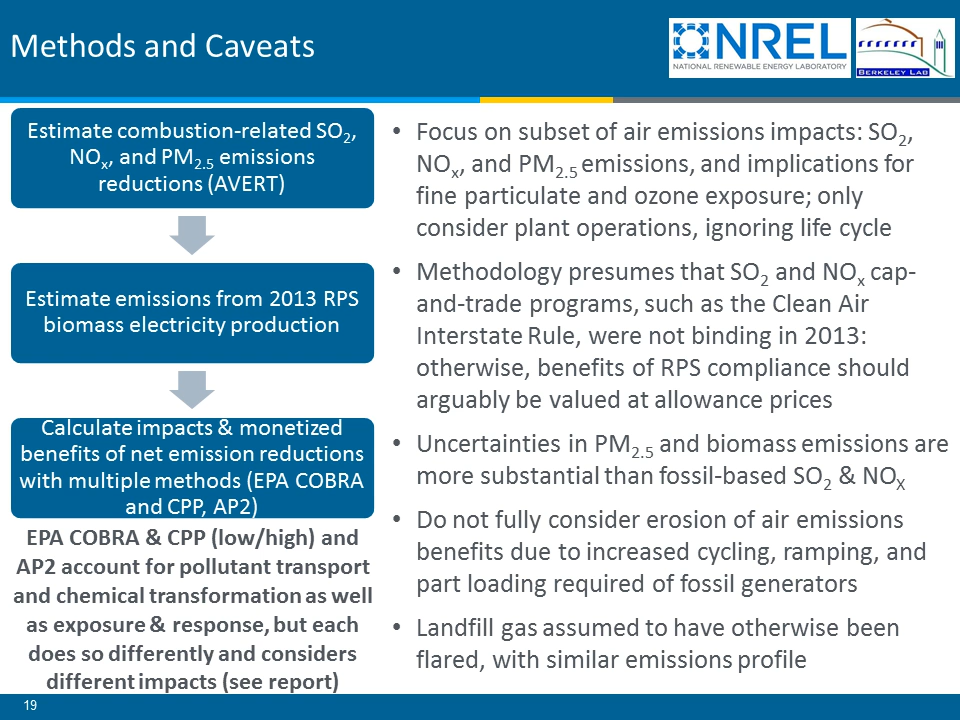 Methods and Caveats
NREL
NATIONAL RENEWABLE ENERGY LABORATORY
BERKELEY LAB
Estimate combustion-related SO2,
NOx, and PM2.5 emissions
reductions (AVERT)
Estimate emissions from 2013 RPS
biomass electricity production
Calculate impacts & monetized
benefits of net emission reductions
with multiple methods (EPA COBRA
and CPP, AP2)
EPA COBRA & CPP (low/high) and
AP2 account for pollutant transport
and chemical transformation as well
as exposure & response, but each
does so differently and considers
different impacts (see report)
• Focus on subset of air emissions impacts: SO2,
NOx, and PM2.5 emissions, and implications for
fine particulate and ozone exposure; only
consider plant operations, ignoring life cycle
• Methodology presumes that SO2 and NOx cap-
and-trade programs, such as the Clean Air
Interstate Rule, were not binding in 2013:
otherwise, benefits of RPS compliance should
arguably be valued at allowance prices
• Uncertainties in PM2.5 and biomass emissions are
more substantial than fossil-based SO2 & NOX
• Do not fully consider erosion of air emissions
benefits due to increased cycling, ramping, and
part loading required of fossil generators
• Landfill gas assumed to have otherwise been
flared, with similar emissions profile
19